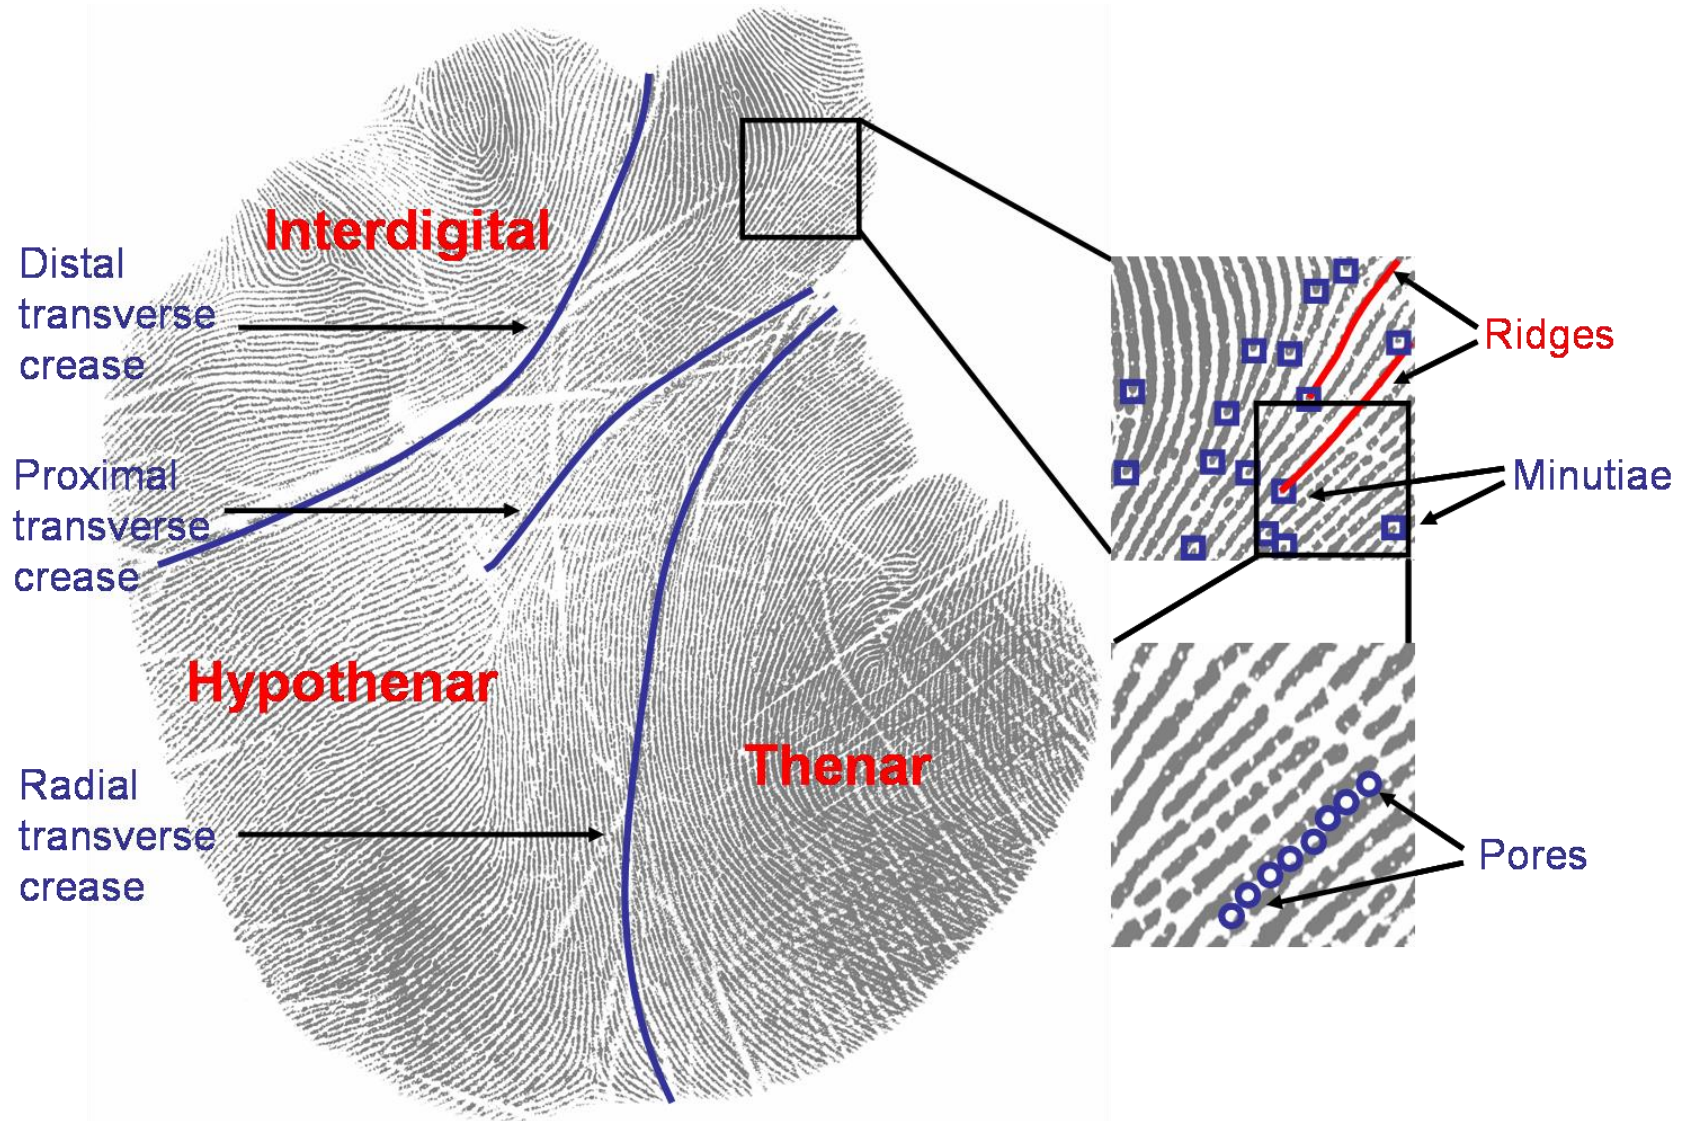 Interdigital
Distal
transverse
crease
Proximal
transverse
crease
Hypothenar
Thenar
Radial
transverse
crease
Ridges
Minutiae
Pores